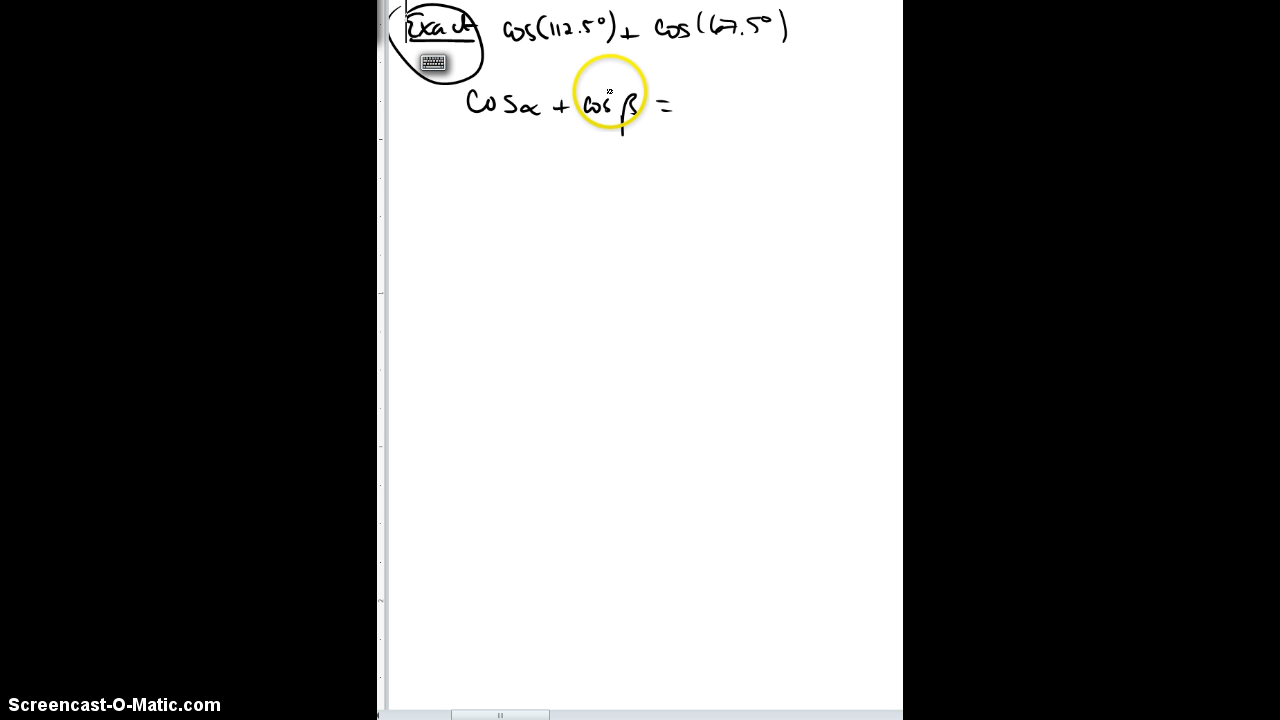 Exact cos(112.5°) + cos(67.5°)
cos α + cos β =
Screencast-O-Matic.com